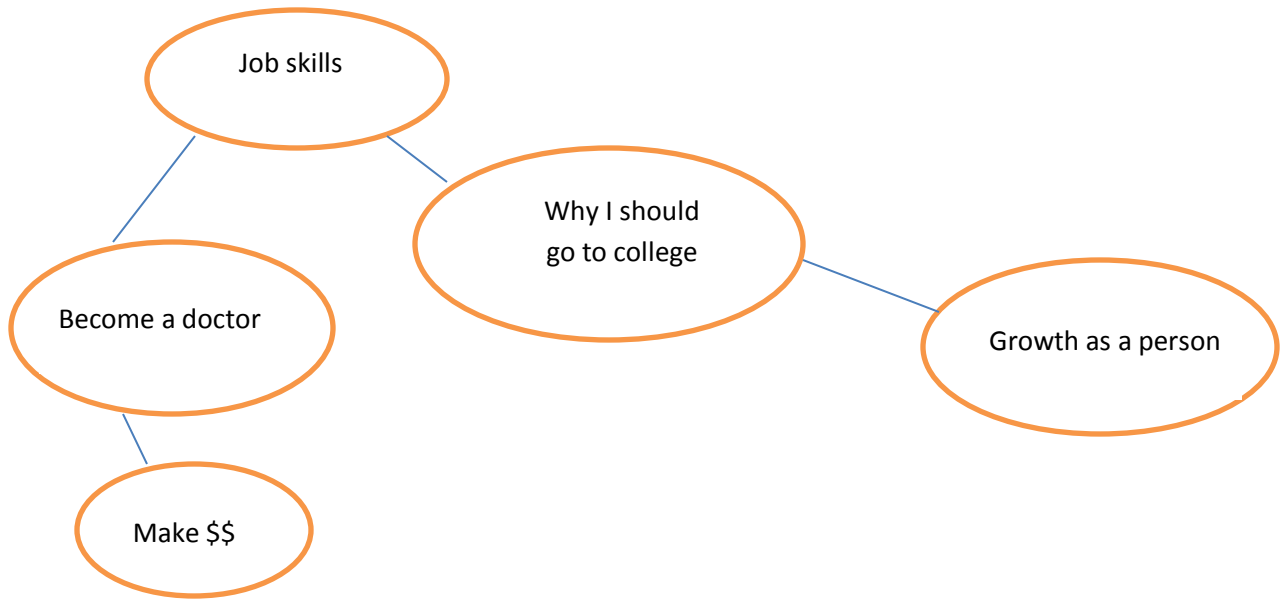 Job skills
Why I should
go to college
Become a doctor
Growth as a person
Make $$